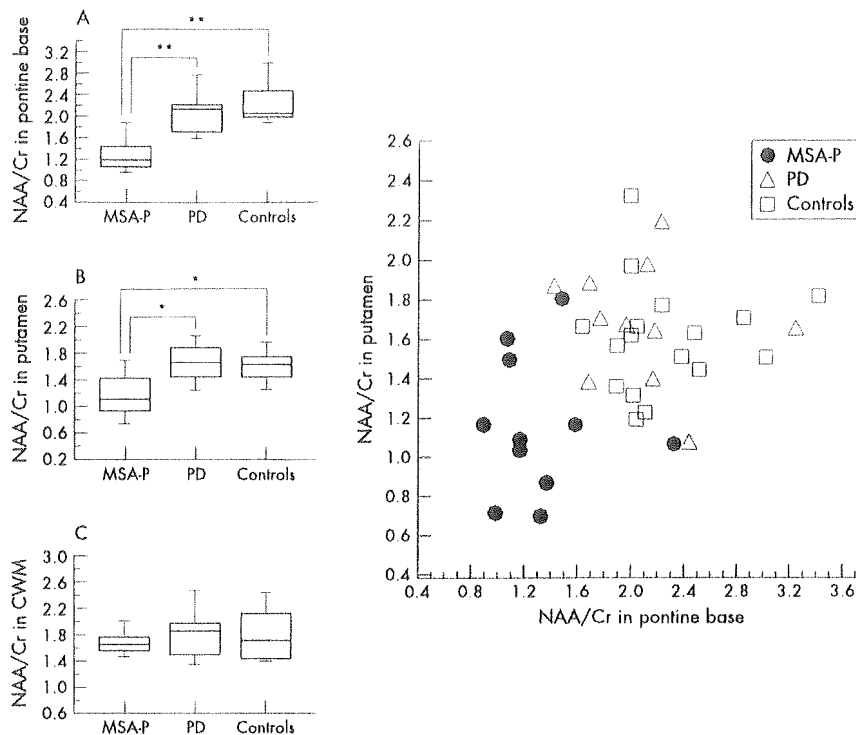 A
NAA/Cr in pontine base
3.2
2.8
2.4
2.0
1.6
1.2
0.8
0.4
**
**
MSA-P PD Controls
B
NAA/Cr in putamen
2.6
2.2
1.8
1.4
1.0
0.6
0.2
*
*
MSA-P PD Controls
C
NAA/Cr in CWM
3.0
2.6
2.2
1.8
1.4
1.0
0.6
MSA-P PD Controls
NAA/Cr in putamen
2.6
2.4
2.2
2.0
1.8
1.6
1.4
1.2
1.0
0.8
0.6
0.4
0.4 0.8 1.2 1.6 2.0 2.4 2.8 3.2 3.6
NAA/Cr in pontine base
MSA-P
PD
Controls